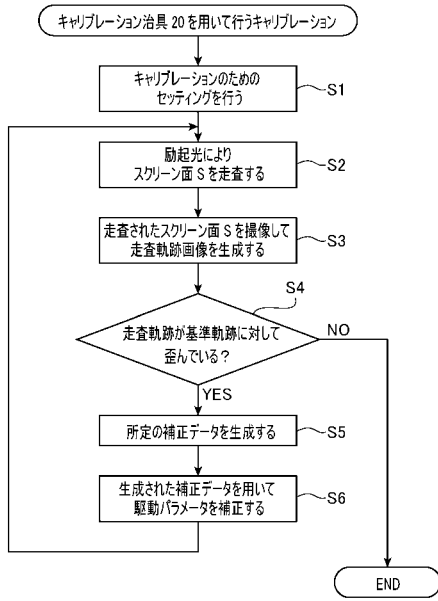 キャリブレーション治具20を用いて行うキャリブレーション
キャリブレーションのための
セッティングを行う
S1
励起光により
スクリーン面Sを走査する
S2
走査されたスクリーン面Sを撮像して
走査軌跡画像を生成する
S3
S4
走査軌跡が基準軌跡に対して
歪んでいる?
NO
YES
所定の補正データを生成する
S5
生成された補正データを用いて
駆動パラメータを補正する
S6
END